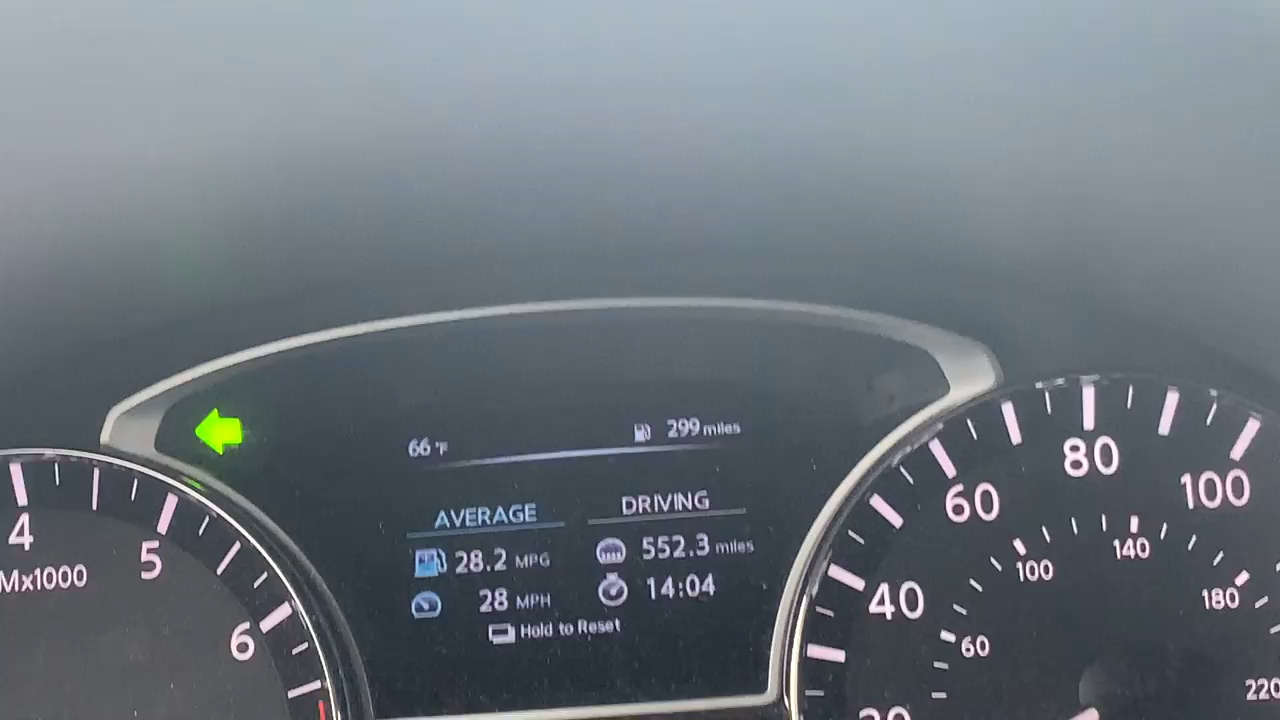 66 °F
299 miles
AVERAGE
28.2 MPG
28 MPH
DRIVING
552.3 miles
14:04
Hold to Reset
4
5
6
Mx1000
40
60
80
100
60
100
140
180
220